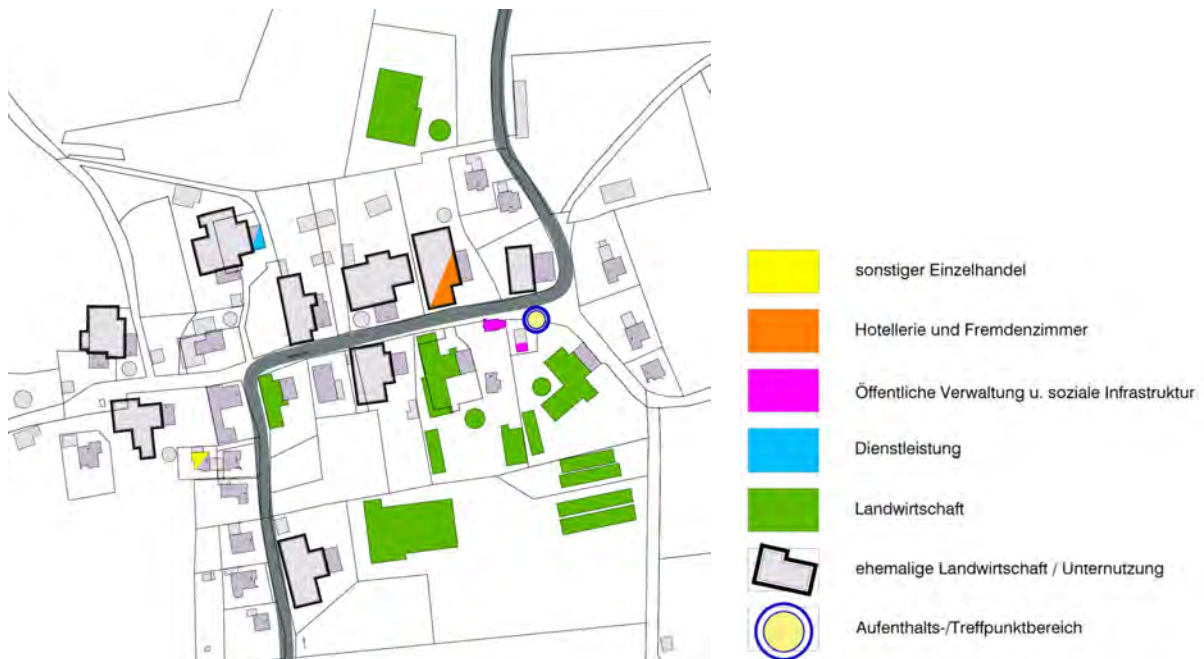 sonstiger Einzelhandel
Hotellerie und Fremdenzimmer
Öffentliche Verwaltung u. soziale Infrastruktur
Dienstleistung
Landwirtschaft
ehemalige Landwirtschaft / Unternutzung
Aufenthalts-/Treffpunktbereich